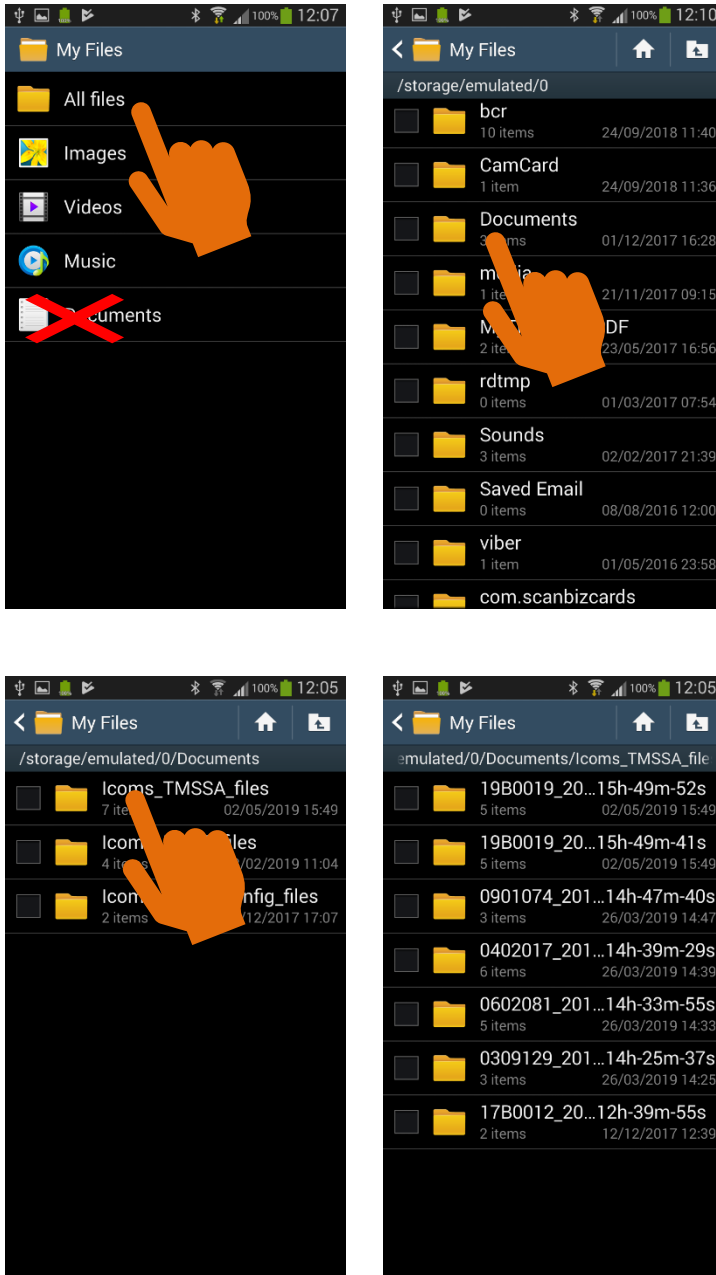 100% 12:07
My Files
All files
Images
Videos
Music
cuments
100% 12:10
My Files
/storage/emulated/0
bcr
10 items 24/09/2018 11:40
CamCard
1 item 24/09/2018 11:36
Documents
01/12/2017 16:28
21/11/2017 09:15
DF
23/05/2017 16:56
rdtmp
0 items 01/03/2017 07:54
Sounds
3 items 02/02/2017 21:39
Saved Email
0 items 08/08/2016 12:00
viber
1 item 01/05/2016 23:58
com.scanbizcards
100% 12:05
My Files
/storage/emulated/0/Documents
Icoms_TMSSA_files
02/05/2019 15:49
/02/2019 11:04
nfig_files
2 items /12/2017 17:07
100% 12:05
My Files
emulated/0/Documents/Icoms_TMSSA_file
19B0019_20...15h-49m-52s
5 items 02/05/2019 15:49
19B0019_20...15h-49m-41s
5 items 02/05/2019 15:49
0901074_201...14h-47m-40s
3 items 26/03/2019 14:47
0402017_201...14h-39m-29s
6 items 26/03/2019 14:39
0602081_201...14h-33m-55s
5 items 26/03/2019 14:33
0309129_201...14h-25m-37s
3 items 26/03/2019 14:25
17B0012_20...12h-39m-55s
2 items 12/12/2017 12:39